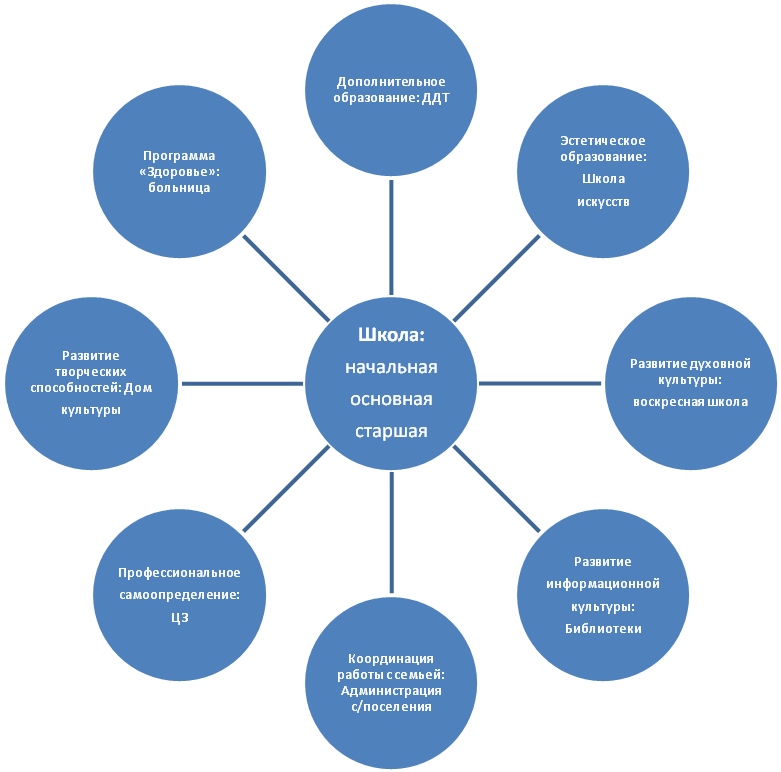 Дополнительное
образование: ДДТ
Эстетическое
образование:
Школа
искусств
Развитие духовной
культуры:
воскресная школа
Развитие
информационной
культуры:
Библиотеки
Координация
работы с семьей:
Администрация
с/поселения
Профессиональное
самоопределение:
ЦЗ
Развитие
творческих
способностей: Дом
культуры
Программа
«Здоровье»:
больница
Школа:
начальная
основная
старшая